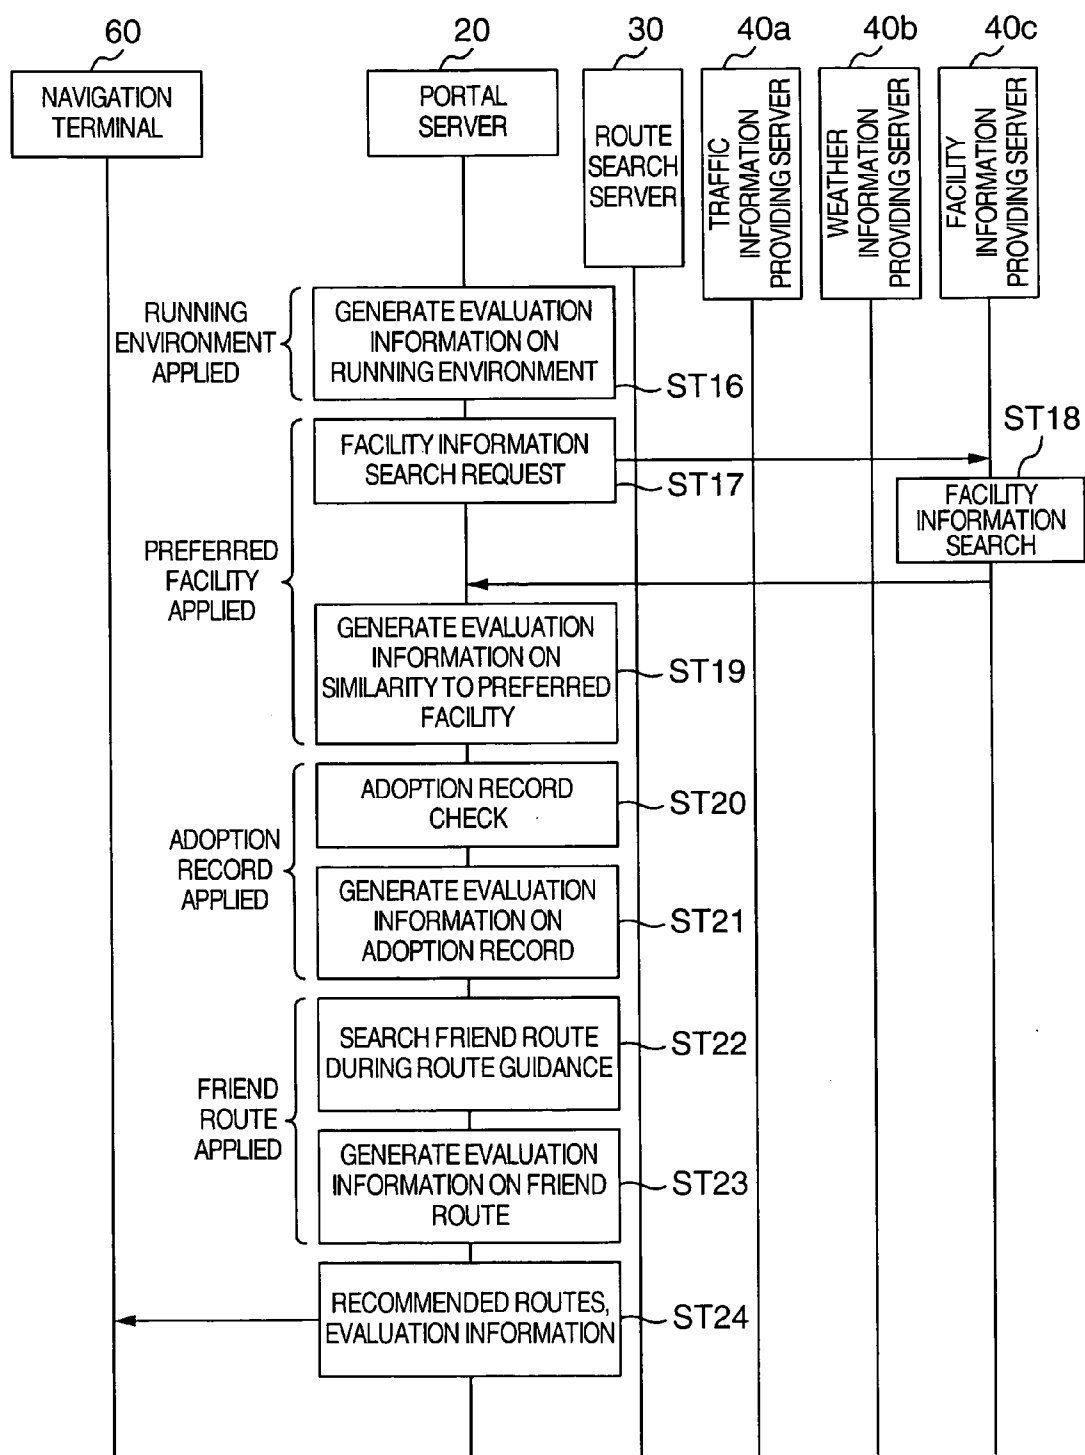 60
20
30
40a
40b
40c
NAVIGATION
TERMINAL
PORTAL
SERVER
ROUTE
SEARCH
SERVER
TRAFFIC
INFORMATION
PROVIDING SERVER
WEATHER
INFORMATION
PROVIDING SERVER
FACILITY
INFORMATION
PROVIDING SERVER
RUNNING
ENVIRONMENT
APPLIED
GENERATE EVALUATION
INFORMATION ON
RUNNING ENVIRONMENT
ST16
FACILITY INFORMATION
SEARCH REQUEST
ST17
ST18
FACILITY
INFORMATION
SEARCH
PREFERRED
FACILITY
APPLIED
GENERATE EVALUATION
INFORMATION ON
SIMILARITY TO PREFERRED
FACILITY
ST19
ADOPTION RECORD
CHECK
ST20
ADOPTION
RECORD
APPLIED
GENERATE EVALUATION
INFORMATION ON
ADOPTION RECORD
ST21
SEARCH FRIEND ROUTE
DURING ROUTE GUIDANCE
ST22
FRIEND
ROUTE
APPLIED
GENERATE EVALUATION
INFORMATION ON FRIEND
ROUTE
ST23
RECOMMENDED ROUTES,
EVALUATION INFORMATION
ST24